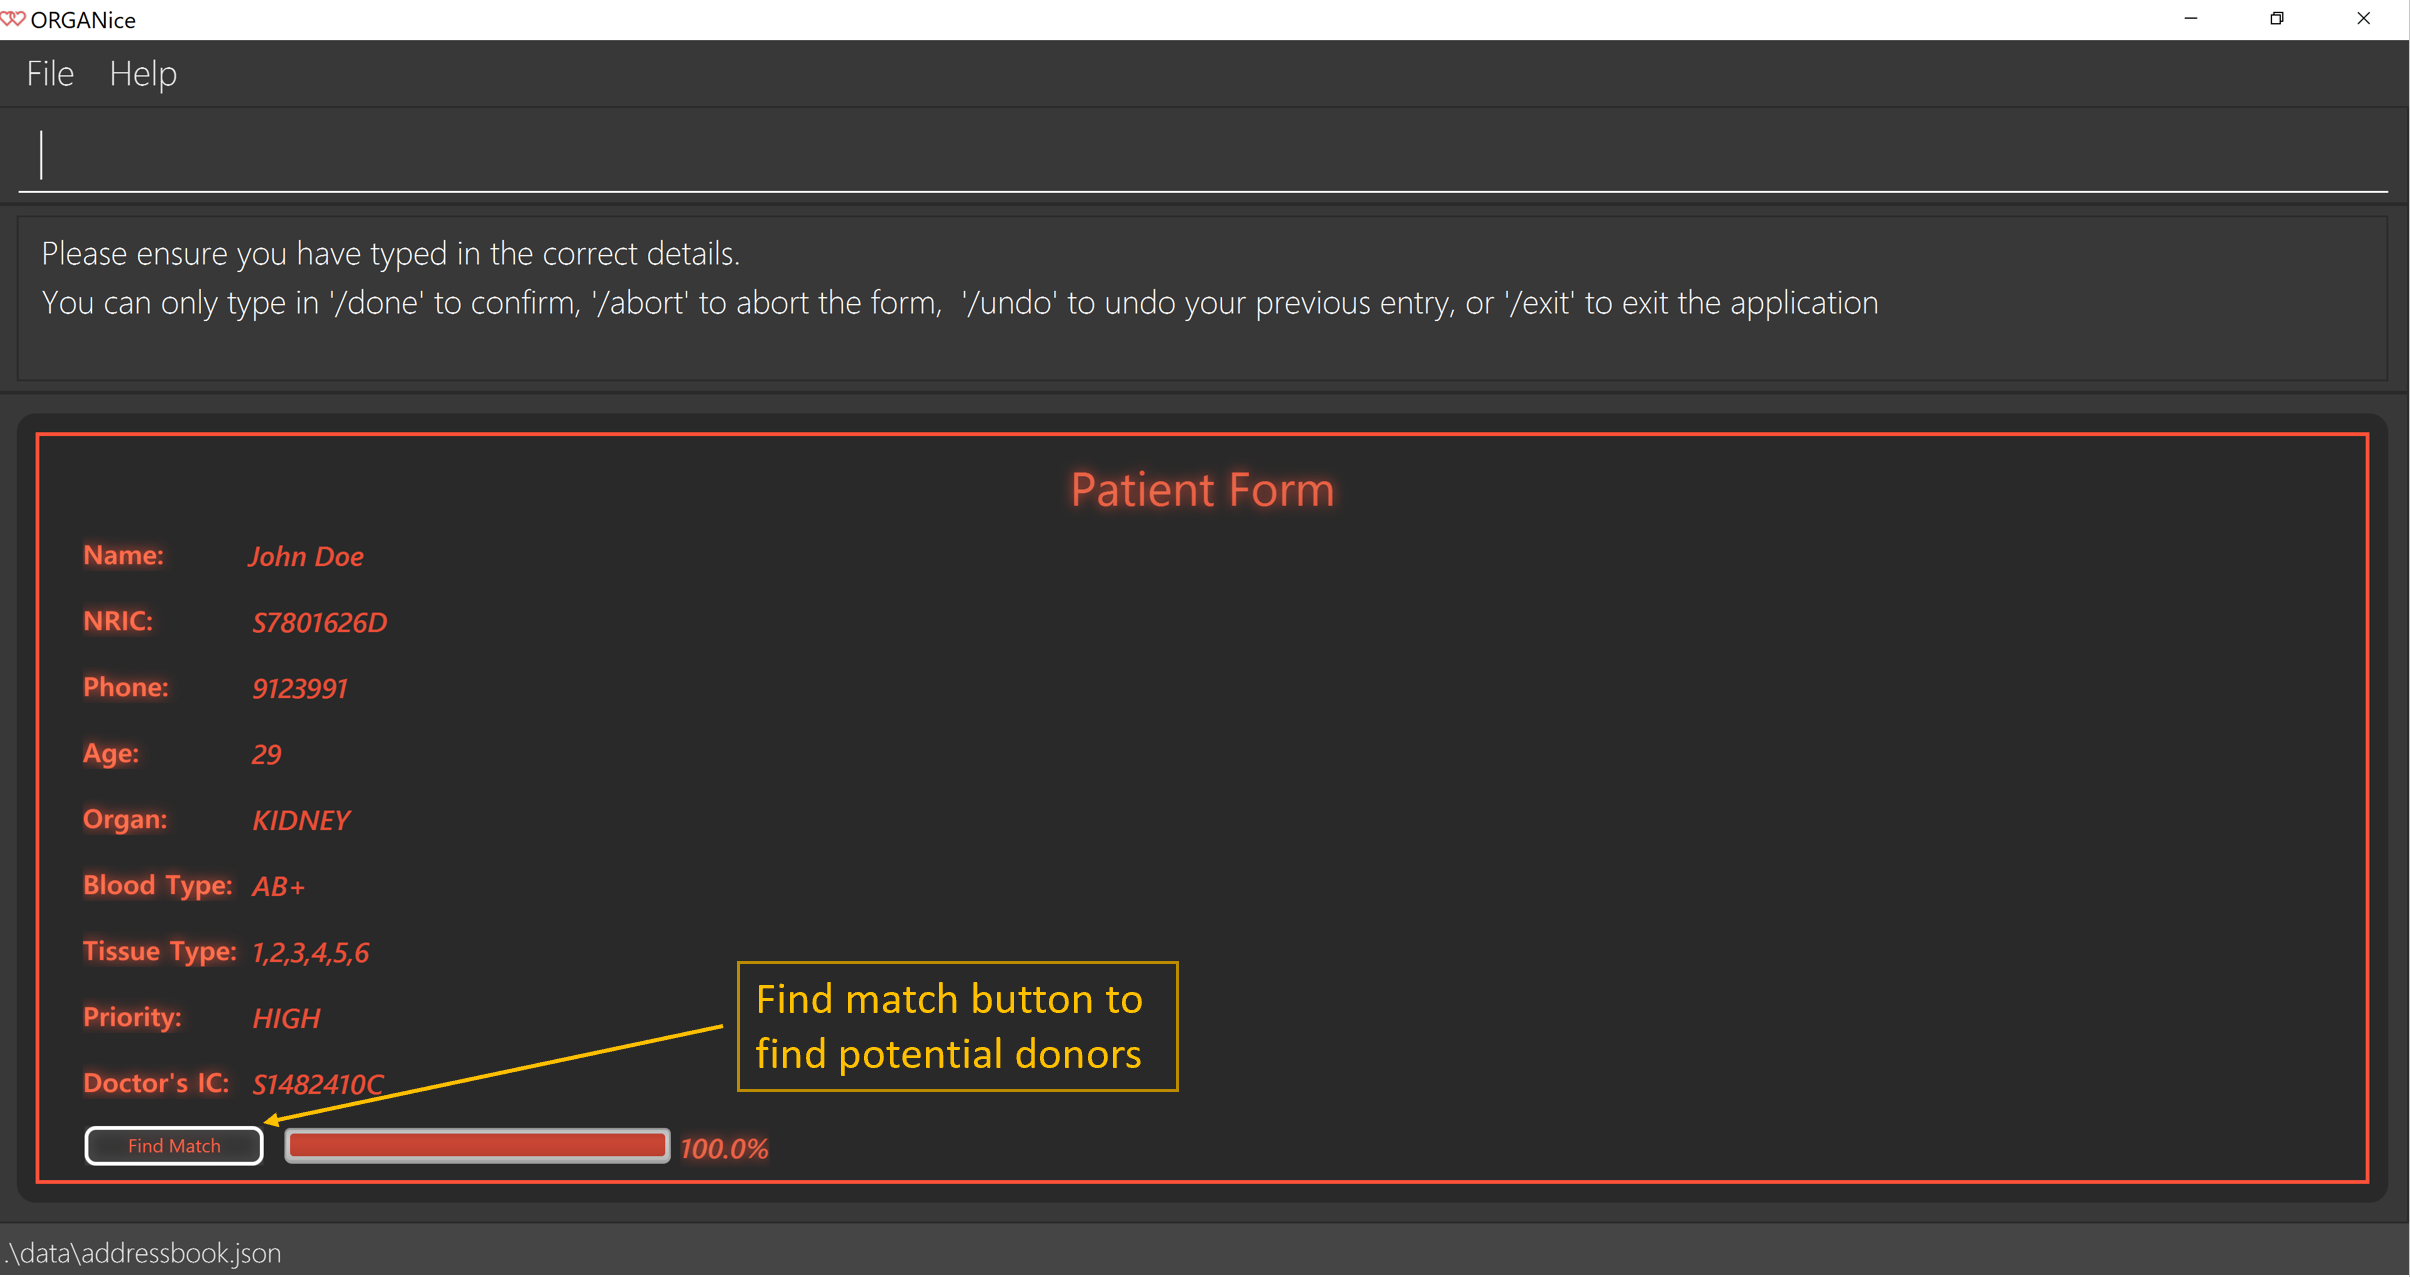 ORGANice
File Help
Please ensure you have typed in the correct details.
You can only type in '/done' to confirm, '/abort' to abort the form,  '/undo' to undo your previous entry, or '/exit' to exit the application
Patient Form
Name: John Doe
NRIC: S7801626D
Phone: 9123991
Age: 29
Organ: KIDNEY
Blood Type: AB+
Tissue Type: 1,2,3,4,5,6
Priority: HIGH
Doctor's IC: S1482410C
Find match button to
find potential donors
Find Match 100.0%
.\data\addressbook.json